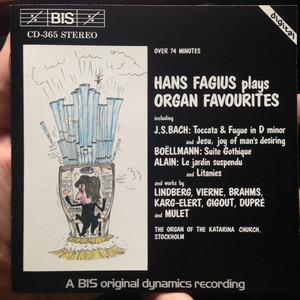 BIS
CD-365 STEREO
digital
OVER 74 MINUTES
HANS FAGIUS plays
ORGAN FAVOURITES
including
J.S.BACH: Toccata & Fugue in D minor
and Jesu, joy of man's desiring
BOËLLMANN: Suite Gothique
ALAIN: Le jardin suspendu
and Litanies
and works by
LINDBERG, VIERNE, BRAHMS,
KARG-ELERT, GIGOUT, DUPRÉ
and MULET
THE ORGAN OF THE KATARINA CHURCH,
STOCKHOLM
A BIS original dynamics recording